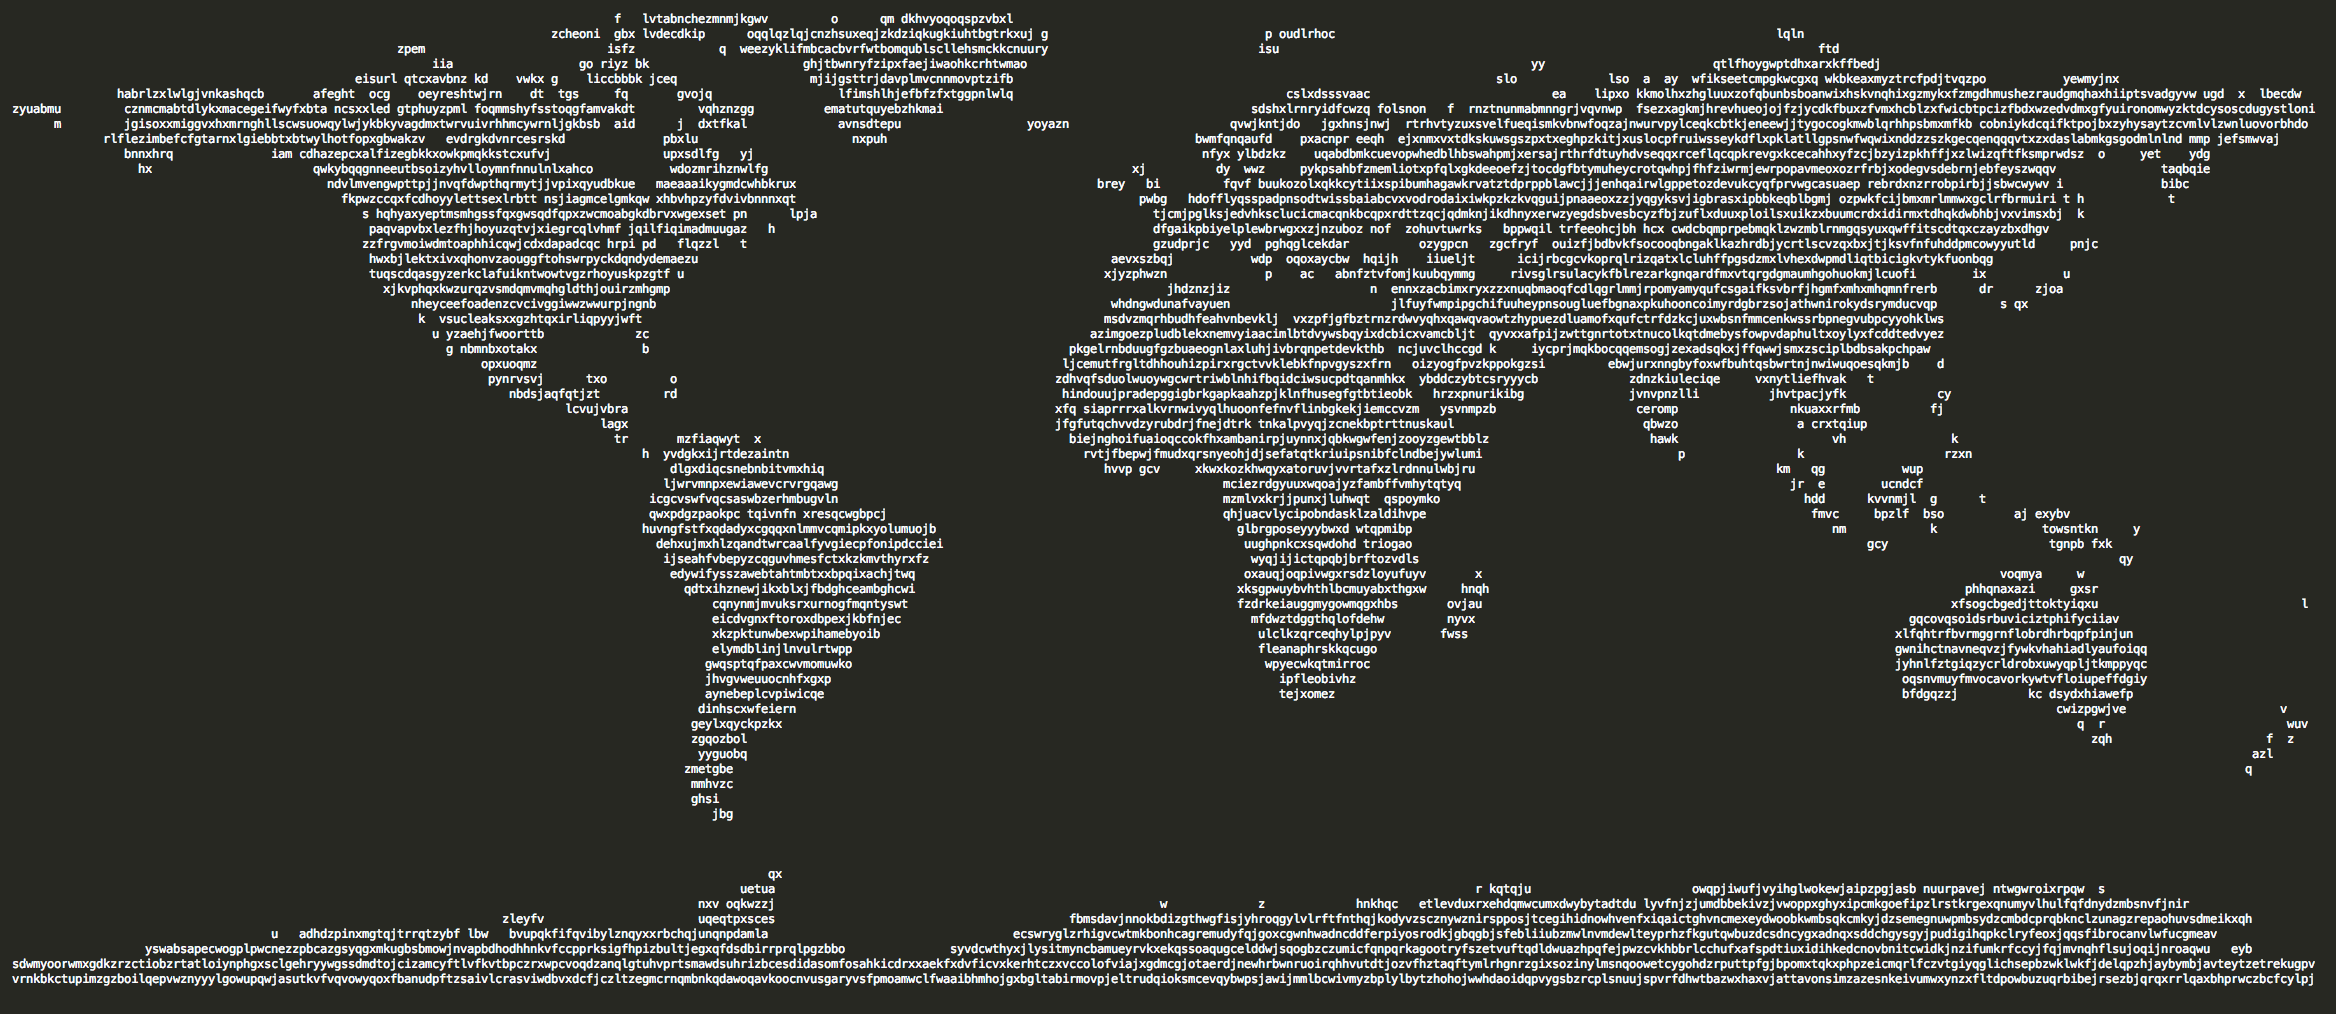 f lvtabnchezmnmjkgwv o qm dkhvyoqoqspzvbxl
zcheoni gbx lvdecdkip oqqlqzlqjcnzhsuxeqjzkdziqkugkiuhtbgtrkxuj g p oudlrhoc lqln
zpem isfz q weezyklifmbcacbvrfwtbomqublscllehsmckkcnuury isu ftd
iia go riyz bk ghjtbwnryfzipxfaejiwaohkcrhtwmao yy qtlfhoygwptdhxarxkffbedj
eisurl qtcxavbnz kd vwkx g liccbbbk jceq mjijgsttrjdavplmvcnnmovptzifb slo lso a ay wfikseetcmpgkwcgxq wkbkeaxmyztrcfpdjtvqzpo yewmyjnx
habrlzxlwlgjvnkashqcb afeght ocg oeyreshtwjrn dt tgs fq gvojq lfimshlhjefbfzfxtggpnlwlq cslxdsssvaac ea lipxo kkmolhxzhgluuxzofqbunbsboanwixhskvnqhixgzmykxfzmgdhmushezraudgmqhaxhiiptsvadgyvw ugd x lbecdw
zyuabmu cznmcmabtdlykxmacegeifwyfxbta ncsxxled gtphuyzpml foqmmshyfsstoqgfamvakdt vqhznzgg ematutquyebzhkmai sdshxlrnryidfcwzq folsnon f rnztnunmabmnngrjvqvnwp fsezxagkmjhrevhueojojfzjycdkfbuxzfvmxhcblzxfwicbtpcizfbdxwzedvdmxgfyuironomwyzktdcysoscdugystloni
m jgisoxxmiggvxhxmrnghllscwsuowqylwjykbkyvagdmxtwrvuivrhhmcywrnljgkbsb aid j dxtfkal avnsdtepu yoyazn qvwjkntjdo jgxhnsjnwj rtrhvtyzuxsvelfueqismkvbnwfoqzajnwurvpylceqkcbtkjeneewjjtygocogkmwblqrhhpsbmxmfkb cobniykdcqifktpojbxzyhysaytzcvmlvlzwnluovorbhdo
rlflezimbefcfgtarnxlgiebbtxbtwylhotfopxgbwakzv evdrgkdvnrcesrskd pbxlu nxpuh bwmfqnqaufd pxacnpr eeqh ejxnmxvxtdkskuwsgszpxtxeghpzkitjxuslocpfruiwsseykdflxpklatllgpsnwfwqwixnddzzszkgecqenqqqvtxzxdaslabmkgsgodmlnlnd mmp jefsmwvaj
bnnxhrq iam cdhazepcxalfizegbkkxowkpmqkkstcxufvj upxsdlfg yj nfyx ylbdzkz uqabdbmkcuevopwhedblhbswahpmjxersajrthrfdtuyhdvseqqxrceflqcqpkrevgxkcecahhxyfzcjbzyizpkhffjxzlwizqftfksmprwdsz o yet ydg
hx qwkybqqgnneeutbsoizyhvlloymnfnnulnlxahco wdozmrihznwlfg xj dy wwz pykpsahbfzmemliotxpfqlxgkdeeoefzjtocdgfbtymuheycrotqwhpjfhfziwrmjewrpopavmeoxozrfrbjxodegvsdebrnjebfeyszwqqv taqbqie
ndvlmvengwpttpjjnvqfdwpthqrmytjjvpixqyudbkue maeaaaikygmdcwhbkrux brey bi fqvf buukozolxqkkcytiixspibumhagawkrvatztdprppblawcjjjenhqairwlgppetozdevukcyqfprvwgcasuaep rebrdxnzrrobpirbjjsbwcwywv i bibc
fkpwzccqxfcdhoyylettsexlrbtt nsjiagmcelgmkqw xhbvhpzyfdvivbnnnxqt pwbg hdofflyqsspadpnsodtwissbaiabcvxvodrodaixiwkpzkzkvqguijpnaaeoxzzjyqgyksvjigbrasxipbbkeqblbgmj ozpwkfcijbmxmrlmmwxgclrfbrmuiri t h t
s hqhyaxyeptmsmhgssfqxgwsqdfqpxzwcmoabgkdbrvxwgexset pn lpja tjcmjpglksjedvhksclucicmacqnkbcqpxrdttzqcjqdmknjikdhnyxerwzyegdsbvesbcyzfbjzuflxduuxploilsxuikzxbuumcrdxidirmxtdhqkdwbhbjvxvimsxbj k
paqvapvbxlezfhjhoyuzqtvjxiegrcqlvhmf jqilfiqimadmuugaz h dfgaikpbiyelplewbrwgxxzjnzuboz nof zohuvtuwrks bppwqil trfeeohcjbh hcx cwdcbqmprpebmqklzwzmblrnmgqsyuxqwffitscdtqxczayzbxdhgv
zzfrgvmoiwdmtoaphhicqwjcdxdapadcqc hrpi pd flqzzl t gzudprjc yyd pghqglcekdar ozygpcn zgcfryf ouizfjbdbvkfsocooqbngaklkazhrdbjycrtlscvzqxbxjtjksvfnfuhddpmcowyyutld pnjc
hwxbjlektxivxqhonvzaouggftohswrpyckdqndydemaezu aevxszbqj wdp oqoxaycbw hqijh iiueljt icijrbcgcvkoprqlrizqatxlcluhffpgsdzmxlvhexdwpmdliqtbicigkvtykfuonbqg
tuqscdqasgyzerkclafuikntwowtvgzrhoyuskpzgtf u xjyzphwzn p ac abnfztvfomjkuubqymmg rivsglrsulacykfblrezarkgnqardfmxvtqrgdgmaumhgohuokmjlcuofi ix u
xjkvphqxkwzurqzvsmdqmvmqhgldthjouirzmhgmp jhdznzjiz n ennxzacbimxryxzzxnuqbmaoqfcdlqgrlmmjrpomyamyqufcsgaifksvbrfjhgmfxmhxmhqmnfrerb dr zjoa
nheyceefoadenzcvcivggiwwzwwurpjngnb whdngwdunafvayuen jlfuyfwmpipgchifuuheypnsougluefbgnaxpkuhooncoimyrdgbrzsojathwnirokydsrymducvqp s qx
k vsucleaksxxgzhtqxirliqpyyjwft msdvzmqrhbudhfeahvnbevklj vxzpfjgfbztrnzrdwvyqhxqawqvaowtzhypuezdluamofxqufctrfdzkcjuxwbsnfmmcenkwssrbpnegvubpcyyohklws
u yzaehjfwoorttb zc azimgoezpludblekxnemvyiaacimlbtdvywsbqyixdcbicxvamcbljt qyvxxafpijzwttgnrtotxtnucolkqtdmebysfowpvdaphultxoylyxfcddtedvyez
g nbmnbxotakx b pkgelrnbduugfgzbuaeognlaxluhjivbrqnpetdevkthb ncjuvclhccgd k iycprjmqkbocqqemsogjzexadsqkxjffqwwjsmxzsciplbdbsakpchpaw
opxuoqmz ljcemutfrgltdhhouhizpirxrgctvvklebkfnpvgyszxfrn oizyogfpvzkppokgzsi ebwjurxnngbyfoxwfbuhtqsbwrtnjnwiwuqoesqkmjb d
pynrvsvj txo o zdhvqfsduolwuoywgcwrtriwblnhifbqidciwsucpdtqanmhkx ybddczybtcsryyycb zdnzkiuleciqe vxnytliefhvak t
nbdsjaqfqtjzt rd hindouujpradepggigbrkgapkaahzpjklnfhusegfgtbtieobk hrzxpnurikibg jvnvpnzlli jhvtpacjyfk cy
lcvujvbra xfq siaprrrxalkvrnwivyqlhuoonfefnvflinbgkekjiemccvzm ysvnmpzb ceromp nkuaxxrfmb fj
lagx jfgfutqchvvdzyrubdrjfnejdtrk tnkalpvyqjzcnekbptrttnuskaul qbwzo a crxtqiup
tr mzfiaqwyt x biejnghoifuaioqccokfhxambanirpjuynnxjqbkwgwfenjzooyzgewtbblz hawk vh k
h yvdgkxijrtdezaintn rvtjfbepwjfmudxqrsnyeohjdjsefatqtkriuipsnibfclndbejywlumi p k rzxn
dlgxdiqcsnebnbitvmxhiq hvvp gcv xkwxkozkhwqyxatoruvjvvrtafxzlrdnnulwbjru km qg wup
ljwrvmnpxewiawevcrvrgqawg mciezrdgyuuxwqoajyzfambffvmhytqtyq jr e ucndcf
icgcvswfvqcsaswbzerhmbugvln mzmlvxkrjjpunxjluhwqt qspoymko hdd kvvnmjl g t
qwxpdgzpaokpc tqivnfn xresqcwgbpcj qhjuacvlycipobndasklzaldihvpe fmvc bpzlf bso aj exybv
huvngfstfxqdadyxcgqqxnlmmvcqmipkxyolumuojb glbrgposeyyybwxd wtqpmibp nm k towsntkn y
dehxujmxhlzqandtwrcaalfyvgiecpfonipdcciei uughpnkcxsqwdohd triogao gcy tgnpb fxk
ijseahfvbepyzcqguvhmesfctxkzkmvthyrxfz wyqjijictqpqbjbrftozvdls qy
edywifysszawebtahtmbtxxbpqixachjtwq oxauqjoqpivwgxrsdzloyufuyv x voqmya w
qdtxihznewjikxblxjfbdghceambghcwi xksgpwuybvhthlbcmuyabxthgxw hnqh phhqnaxazi gxsr
cqnynmjmvuksrxurnogfmqntyswt fzdrkeiauggmygowmqgxhbs ovjau xfsogcbgedjttoktyiqxu l
eicdvgnxftoroxdbpexjkbfnjec mfdwztdggthqlofdehw nyvx gqcovqsoidsrbuviciztphifyciiav
xkzpktunwbexwpihamebyoib ulclkzqrceqhylpjpyv fwss xlfqhtrfbvrmggrnflobrdhrbqpfpinjun
elymdblinjlnvulrtwpp fleanaphrskkqcugo gwnihctnavneqvzjfywkvhahiadlyaufoiqq
gwqsptqfpaxcwvmomuwko wpyecwkqtmirroc jyhnlfztgiqzycrldrobxuwyqpljtkmppyqc
jhvgvweuuocnhfxgxp ipfleobivhz oqsnvmuyfmvocavorkywtvfloiupeffdgiy
aynebeplcvpiwicqe tejxomez bfdgqzzj kc dsydxhiawefp
dinhscxwfeiern cwizpgwjve v
geylxqyckpzkx q r wuv
zgqozbol zqh f z
yyguobq azl
zmetgbe q
mmhvzc
ghsi
jbg
qx
uetua r kqtqju owqpjiwufjvyihglwokewjaipzpgjasb nuurpavej ntwgwroixrpqw s
nxv oqkwzzj w z hnkhqc etlevduxrxehdqmwcumxdwybytadtdu lyvfnjzjumdbbekivzjvwoppxghyxipcmkgoefipzlrstkrgexqnumyvlhulfqfdnydzmbsnvfjnir
zleyfv uqeqtpxsces fbmsdavjnnokbdizgthwgfisjyhroqgylvlrftfnthqjkodyvzscznywznirspposjtcegihidnowhvenfxiqaictghvncmexeydwoobkwmbsqkcmkyjdzsemegnuwpmbsydzcmbdcprqbknclzunagzrepaohuvsdmeikxqh
u adhdzpinxmgtqjtrrqtzybf lbw bvupqkfifqvibylznqyxxrbchqjunqnpdamla ecswryglzrhigvcwtmkbonhcagremudyfqjgoxcgwnhwadncddferpiyosrodkjgbqgbjsfebliiubzmwlnvmdewlteyprhzfkgutqwbuzcdsdncygxadnqxsddchgysgyjpudigihqpkclryfeoxjqqsfibrocanvlwfucgmeav
yswabsapecwogplpwcnezzpbcazgsyqgxmkugbsbmowjnvapbdhodhhnkvfccpprksigfhpizbultjegxqfdsdbirrprqlpgzbbo syvdcwthyxjlysitmyncbamueyrvkxekqssoaqugcelddwjsqogbzczumicfqnpqrkagootryfszetvuftqdldwuazhpqfejpwzcvkhbbrlcchufxafspdtiuxidihkedcnovbnitcwidkjnzifumkrfccyjfqjmvnqhflsujoqijnroaqwu eyb
sdwmyoorwmxgdkzrzctiobzrtatloiynphgxsclgehryywgssdmdtojcizamcyftlvfkvtbpczrxwpcvoqdzanqlgtuhvprtsmawdsuhrizbcesdidasomfosahkicdrxxaekfxdvficvxkerhtczxvccolofviajxgdmcgjotaerdjnewhrbwnruoirqhhvutdtjozvfhztaqftymlrhgnrzgixsozinylmsnqoowetcygohdzrputtpfgjbpomxtqkxphpzeicmqrlfczvtgiyqglichsepbzwklwkfjdelqpzhjaybymbjavteytzetrekugpv
vrnkbkctupimzgzboilqepvwznyyylgowupqwjasutkvfvqvowyqoxfbanudpftzsaivlcrasviwdbvxdcfjczltzegmcrnqmbnkqdawoqavkoocnvusgaryvsfpmoamwclfwaaibhmhojgxbgltabirmovpjeltrudqioksmcevqybwpsjawijmmlbcwivmyzbplylbytzhohojwwhdaoidqpvygsbzrcplsnuujspvrfdhwtbazwxhaxvjattavonsimzazesnkeivumwxynzxfltdpowbuzuqrbibejrsezbjqrqxrrlqaxbhprwczbcfcylpj